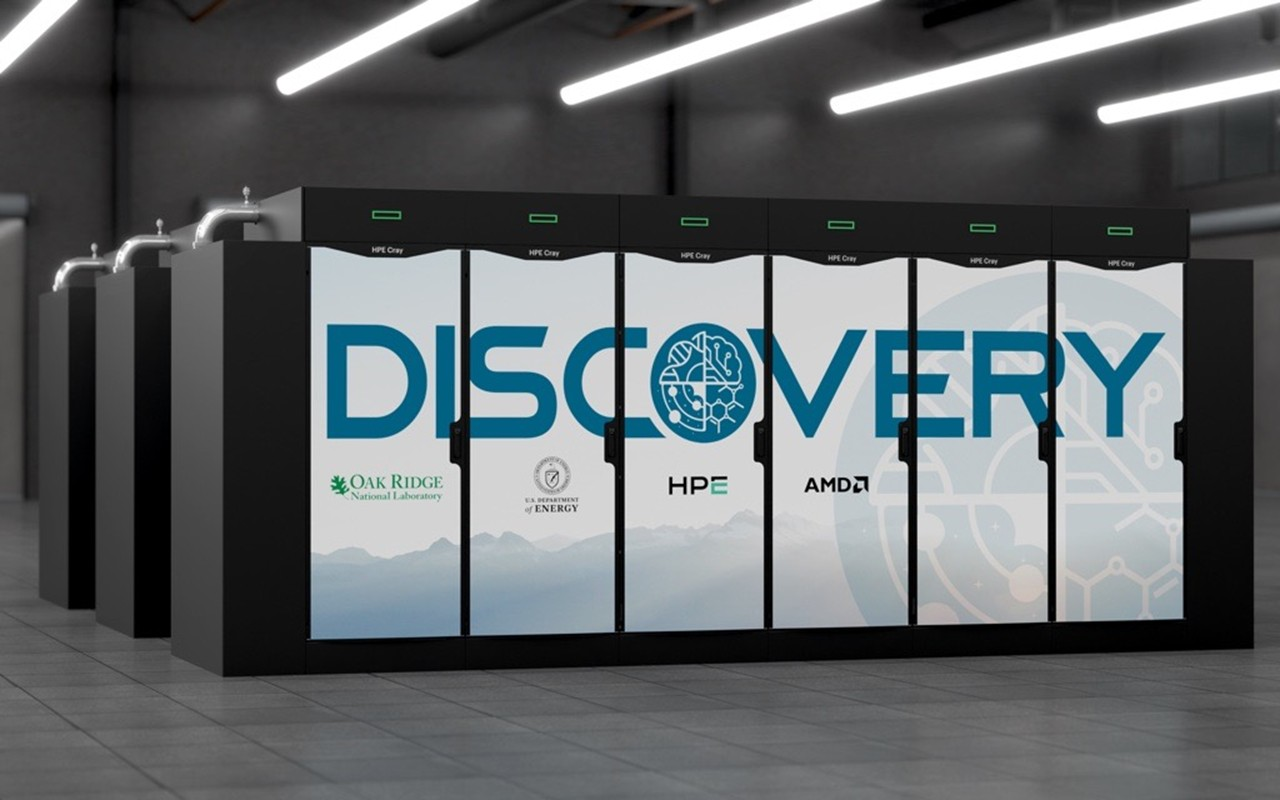 HPE Cray
HPE Cray
HPE Cray
HPE Cray
HPE Cray
HPE Cray
DISCOVERY
OAK RIDGE
National Laboratory
U.S. DEPARTMENT
of ENERGY
HPE
AMD